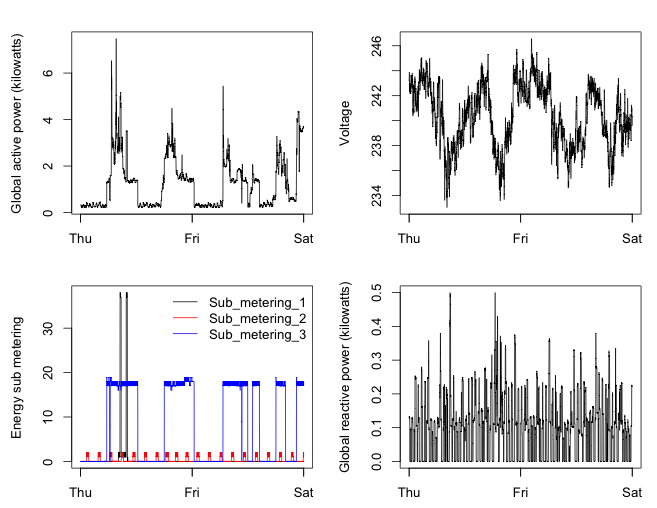 Global active power (kilowatts)
0
2
4
6
Thu
Fri
Sat
Voltage
234
238
242
246
Thu
Fri
Sat
Energy sub metering
0
10
20
30
Sub_metering_1
Sub_metering_2
Sub_metering_3
Thu
Fri
Sat
Global reactive power (kilowatts)
0.0
0.1
0.2
0.3
0.4
0.5
Thu
Fri
Sat